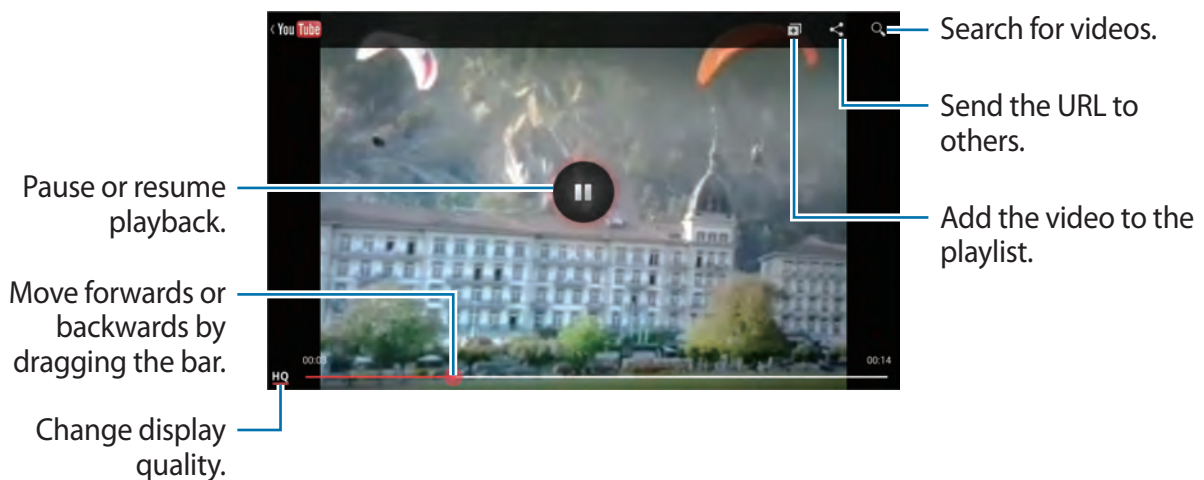 You Tube
Search for videos.
Send the URL to
others.
Add the video to the
playlist.
Pause or resume
playback.
Move forwards or
backwards by
dragging the bar.
00:03
00:14
HQ
Change display
quality.